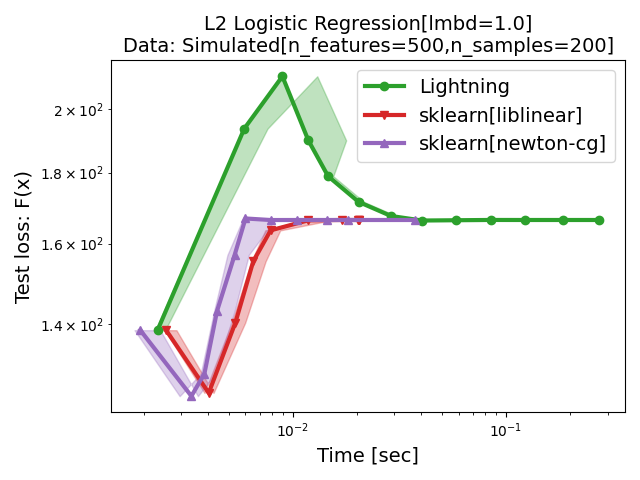 L2 Logistic Regression[lmbd=1.0]
Data: Simulated[n_features=500,n_samples=200]
Lightning
sklearn[liblinear]
sklearn[newton-cg]
Test loss: F(x)
2 × 10²
1.8 × 10²
1.6 × 10²
1.4 × 10²
10⁻² 10⁻¹
Time [sec]